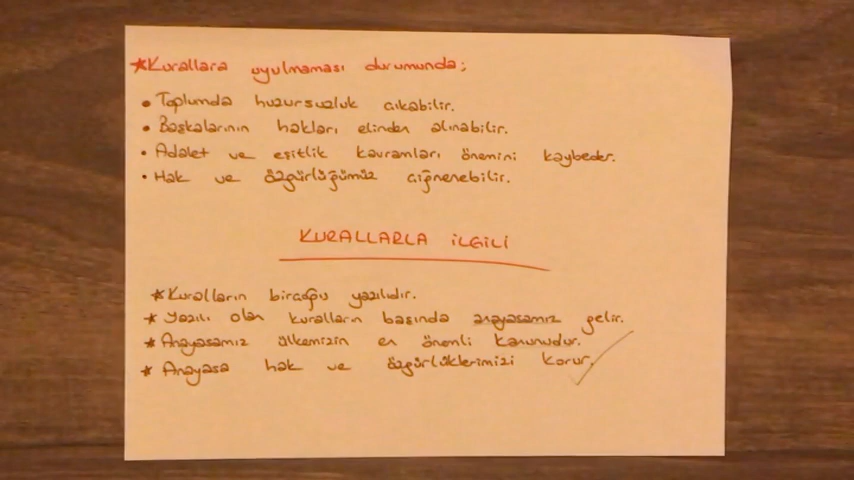 *Kurallara uyulmaması durumunda;
• Toplumda huzursuzluk çıkabilir.
• Başkalarının hakları elinden alınabilir.
• Adalet ve eşitlik kavramları önemini kaybeder.
• Hak ve özgürlüğümüz çiğnenebilir.
KURALLARLA İLGİLİ
*Kuralların birçoğu yazılıdır.
* Yazılı olan kuralların başında anayasamız gelir.
* Anayasamız ülkemizin en önemli kanunudur.
* Anayasa hak ve özgürlüklerimizi korur.